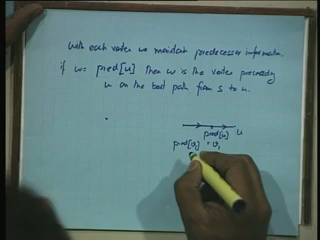 with each vertex we maintain predecessor information.
if w = pred[u] then w is the vertex preceding
u on the best path from s to u.
u
pred[u]
= v₁